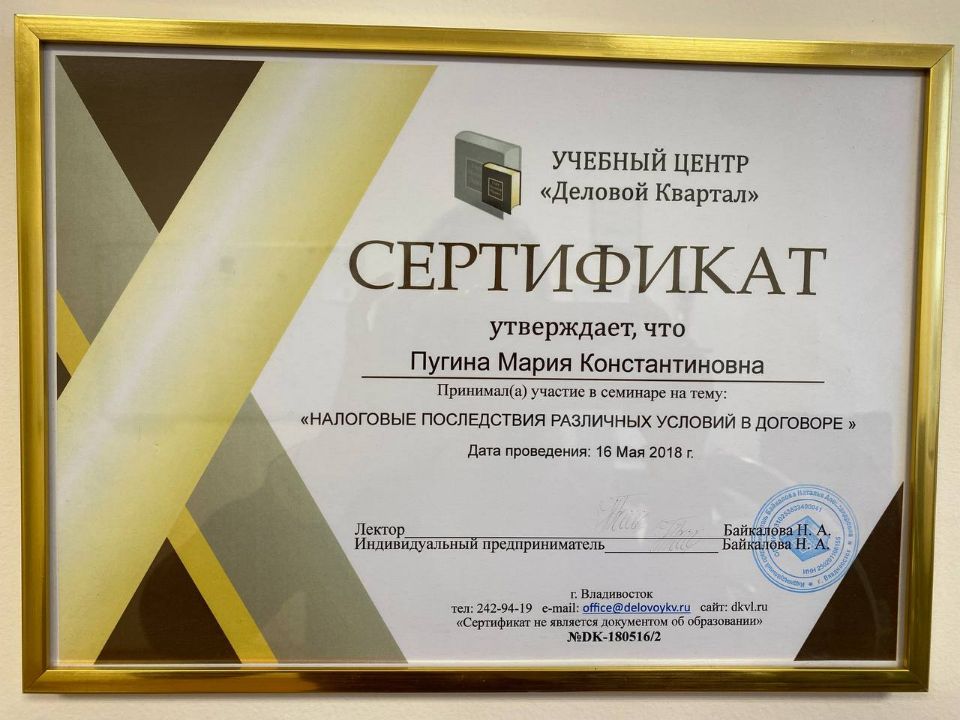 УЧЕБНЫЙ ЦЕНТР
«Деловой Квартал»
СЕРТИФИКАТ
утверждает, что
Пугина Мария Константиновна
Принимал(а) участие в семинаре на тему:
«НАЛОГОВЫЕ ПОСЛЕДСТВИЯ РАЗЛИЧНЫХ УСЛОВИЙ В ДОГОВОРЕ »
Дата проведения: 16 Мая 2018 г.
Лектор Байкалова Н. А.
Индивидуальный предприниматель Байкалова Н. А.
г. Владивосток
тел: 242-94-19 e-mail: office@delovoykv.ru сайт: dkvl.ru
«Сертификат не является документом об образовании»
№DK-180516/2